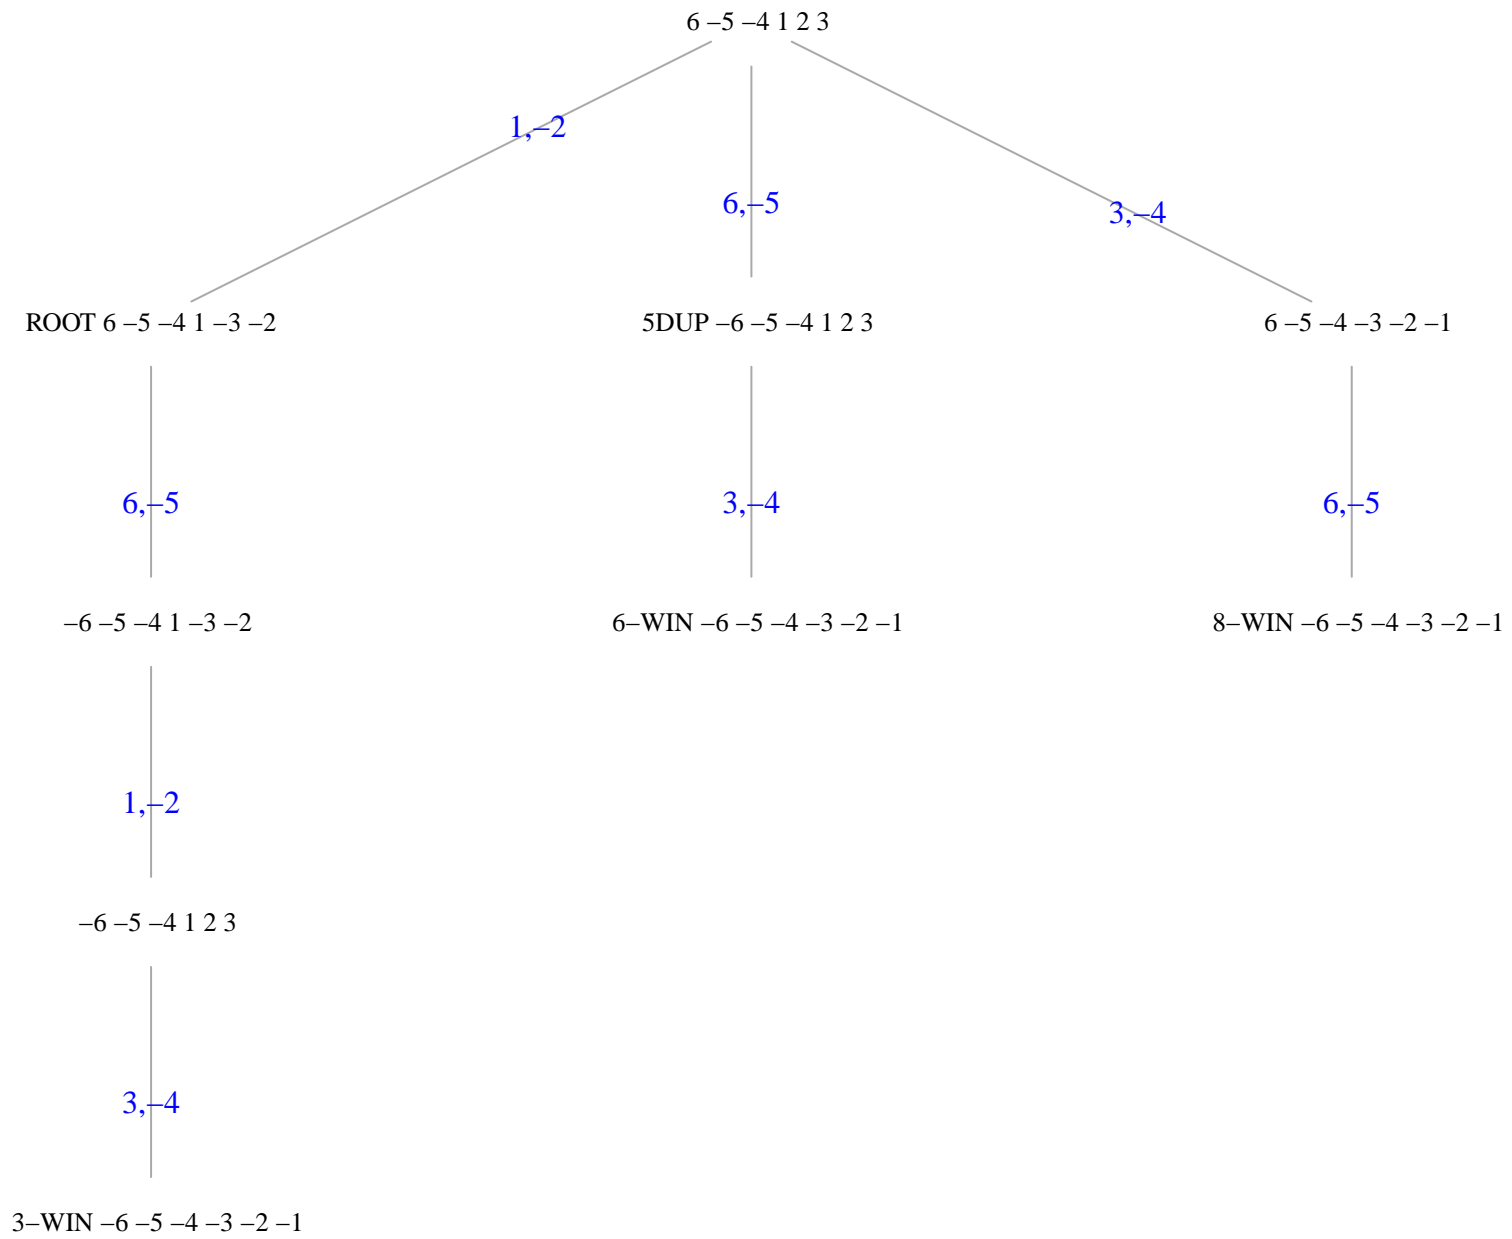 6 –5 –4 1 2 3
1,–2
6,–5
3,–4
ROOT 6 –5 –4 1 –3 –2
5DUP –6 –5 –4 1 2 3
6 –5 –4 –3 –2 –1
6,–5
3,–4
6,–5
–6 –5 –4 1 –3 –2
6–WIN –6 –5 –4 –3 –2 –1
8–WIN –6 –5 –4 –3 –2 –1
1,–2
–6 –5 –4 1 2 3
3,–4
3–WIN –6 –5 –4 –3 –2 –1